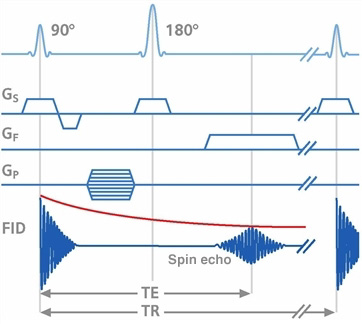 90°
180°
GS
GF
GP
FID
Spin echo
TE
TR